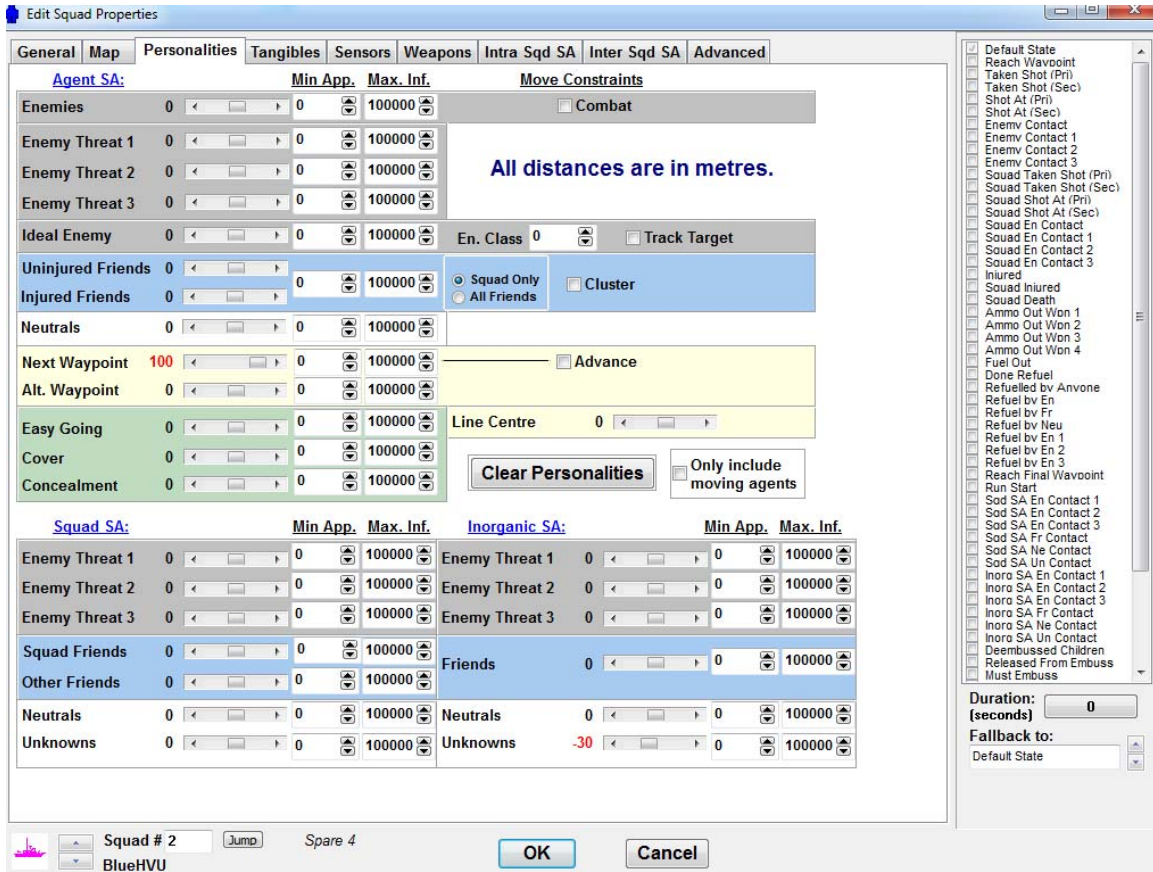 Edit Squad Properties
General Map Personalities Tangibles Sensors Weapons Intra Sqd SA Inter Sqd SA Advanced
Agent SA: Min App. Max. Inf. Move Constraints
Enemies 0 0 100000 Combat
Enemy Threat 1 0 0 100000
Enemy Threat 2 0 0 100000
All distances are in metres.
Enemy Threat 3 0 0 100000
Ideal Enemy 0 0 100000 En. Class 0 Track Target
Uninjured Friends 0
Injured Friends 0
0 100000 Squad Only
All Friends
Cluster
Neutrals 0 0 100000
Next Waypoint 100 0 100000 Advance
Alt. Waypoint 0 0 100000
Easy Going 0 0 100000 Line Centre 0
Cover 0 0 100000
Concealment 0 0 100000
Clear Personalities
Only include
moving agents
Squad SA: Min App. Max. Inf. Inorganic SA: Min App. Max. Inf.
Enemy Threat 1 0 0 100000 Enemy Threat 1 0 0 100000
Enemy Threat 2 0 0 100000 Enemy Threat 2 0 0 100000
Enemy Threat 3 0 0 100000 Enemy Threat 3 0 0 100000
Squad Friends 0 0 100000
Friends 0 0 100000
Other Friends 0 0 100000
Neutrals 0 0 100000 Neutrals 0 0 100000
Unknowns 0 0 100000 Unknowns -30 0 100000
Default State
Reach Waypoint
Taken Shot (Pri)
Taken Shot (Sec)
Shot At (Pri)
Shot At (Sec)
Enemy Contact
Enemy Contact 1
Enemy Contact 2
Enemy Contact 3
Squad Taken Shot (Pri)
Squad Taken Shot (Sec)
Squad Shot At (Pri)
Squad Shot At (Sec)
Squad En Contact
Squad En Contact 1
Squad En Contact 2
Squad En Contact 3
Injured
Squad Injured
Squad Death
Ammo Out Wpn 1
Ammo Out Wpn 2
Ammo Out Wpn 3
Ammo Out Wpn 4
Fuel Out
Done Refuel
Refuelled by Anyone
Refuel by En
Refuel by Fr
Refuel by Neu
Refuel by En 1
Refuel by En 2
Refuel by En 3
Reach Final Waypoint
Run Start
Sqd SA En Contact 1
Sqd SA En Contact 2
Sqd SA En Contact 3
Sqd SA Fr Contact
Sqd SA Ne Contact
Sqd SA Un Contact
Inorg SA En Contact 1
Inorg SA En Contact 2
Inorg SA En Contact 3
Inorg SA Fr Contact
Inorg SA Ne Contact
Inorg SA Un Contact
Deembussed Children
Released From Embuss
Must Embuss
Duration:
(seconds)
0
Fallback to:
Default State
Squad # 2 Jump Spare 4
BlueHVU
OK Cancel